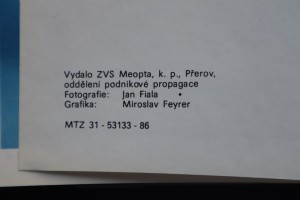 Vydalo ZVS Meopta, k. p., Přerov,
oddělení podnikové propagace
Fotografie: Jan Fiala
Grafika: Miroslav Feyrer
MTZ 31 - 53133 - 86